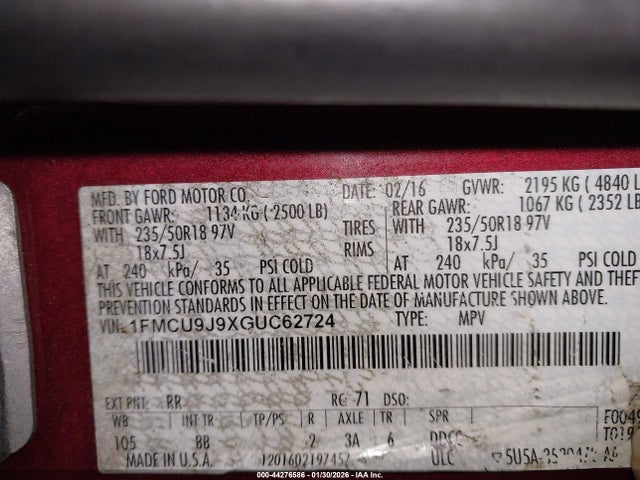 MFD. BY FORD MOTOR CO. DATE: 02/16 GVWR: 2195 KG ( 4840 L
FRONT GAWR: 1134 KG ( 2500 LB) REAR GAWR: 1067 KG ( 2352 LB
WITH 235/50R18 97V TIRES WITH 235/50R18 97V
18x7.5J RIMS 18x7.5J
AT 240 kPa/ 35 PSI COLD AT 240 kPa/ 35 PSI COLD
THIS VEHICLE CONFORMS TO ALL APPLICABLE FEDERAL MOTOR VEHICLE SAFETY AND THEFT
PREVENTION STANDARDS IN EFFECT ON THE DATE OF MANUFACTURE SHOWN ABOVE.
VIN: 1FMCU9J9XGUC62724 TYPE: MPV
EXT PNT: RR RC: 71 DSO:
WB INT TR TP/PS R AXLE TR SPR
105 8B 2 3A 6
F0049
MADE IN U.S.A.
000-44276586 - 01/30/2026 - IAA Inc.